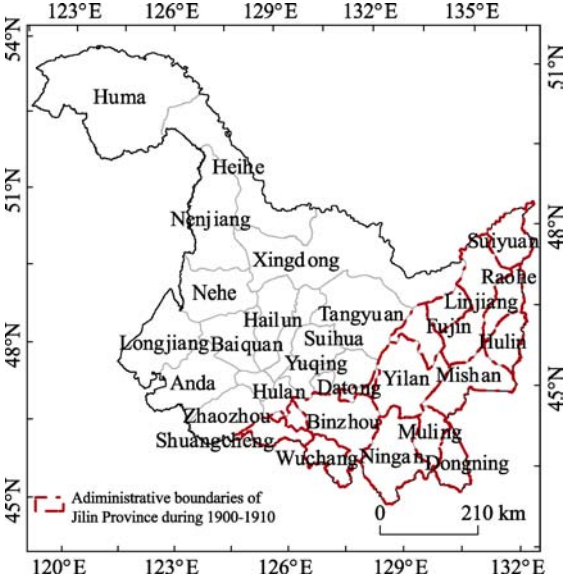 123°E 126°E 129°E 132°E 135°E
54°N
51°N
Huma
51°N
Heihe
Nenjiang
48°N
Suiyuan
Xingdong
Raohe
Nehe
Linjiang
Tangyuan
Hailun
Fujin
48°N
Longjiang
Baiquan
Suihua
Hulin
Yuqing
Mishan
Anda
Yilan
45°N
Hulan
Datong
Zhaozhou
Binzhou
Muling
Shuangcheng
Wuchang
Ningan
Dongning
45°N
Adiministrative boundaries of
Jilin Province during 1900-1910
0 210 km
120°E 123°E 126°E 129°E 132°E